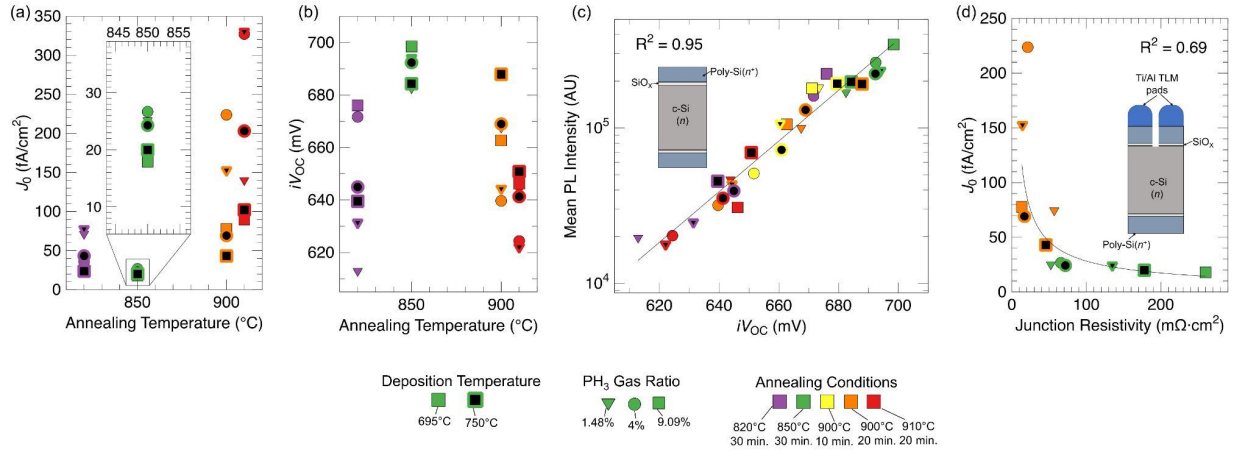 (a)
845 850 855
350
300
250
200
150
100
50
0
30
20
10
J0 (fA/cm²)
850
900
Annealing Temperature (°C)
(b)
700
680
660
640
620
iVOC (mV)
850
900
Annealing Temperature (°C)
(c)
R² = 0.95
Poly-Si(n⁺)
SiOx
c-Si
(n)
10⁵
10⁴
Mean PL Intensity (AU)
620 640 660 680 700
iVOC (mV)
(d)
R² = 0.69
Ti/Al TLM
pads
SiOx
c-Si
(n)
Poly-Si(n⁺)
250
200
150
100
50
0
J0 (fA/cm²)
0 100 200
Junction Resistivity (mΩ·cm²)
Deposition Temperature
695°C
750°C
PH3 Gas Ratio
1.48% 4% 9.09%
Annealing Conditions
820°C 850°C 900°C 900°C 910°C
30 min. 30 min. 10 min. 20 min. 20 min.